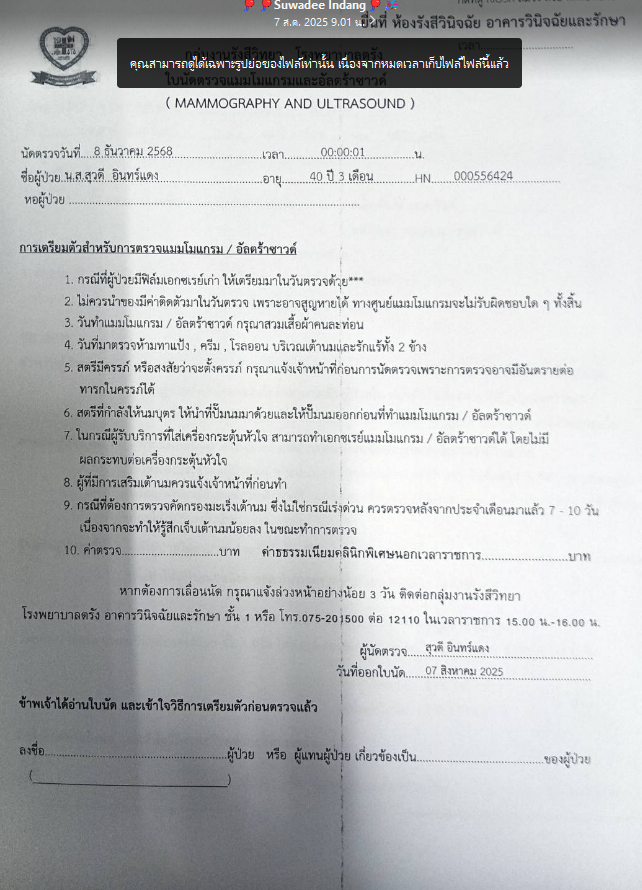 Suwadee Indang
7 ส.ค. 2025 9.01 น.
ยื่นที่ ห้องรังสีวินิจฉัย อาคารวินิจฉัยและรักษา
เวลา
คุณสามารถดูได้เฉพาะรูปย่อของไฟล์เท่านั้น เนื่องจากหมดเวลาเก็บไฟล์ไฟล์นี้แล้ว
ใบนัดตรวจแมมโมแกรมและอัลตร้าซาวด์
( MAMMOGRAPHY AND ULTRASOUND )
นัดตรวจวันที่....8 ธันวาคม 2568....เวลา....00:00:01....น.
ชื่อผู้ป่วย น.ส.สุวดี อินทร์แดง....อายุ....40 ปี 3 เดือน....HN....000556424....
หอผู้ป่วย ....
การเตรียมตัวสำหรับการตรวจแมมโมแกรม / อัลตร้าซาวด์
1. กรณีที่ผู้ป่วยมีฟิล์มเอกซเรย์เก่า ให้เตรียมมาในวันตรวจด้วย***
2. ไม่ควรนำของมีค่าติดตัวมาในวันตรวจ เพราะอาจสูญหายได้ ทางศูนย์แมมโมแกรมจะไม่รับผิดชอบใด ๆ ทั้งสิ้น
3. วันทำแมมโมแกรม / อัลตร้าซาวด์ กรุณาสวมเสื้อผ้าคนละท่อน
4. วันที่มาตรวจห้ามทาแป้ง , ครีม , โรลออน บริเวณเต้านมและรักแร้ทั้ง 2 ข้าง
5. สตรีมีครรภ์ หรือสงสัยว่าจะตั้งครรภ์ กรุณาแจ้งเจ้าหน้าที่ก่อนการนัดตรวจเพราะการตรวจอาจมีอันตรายต่อ
ทารกในครรภ์ได้
6. สตรีที่กำลังให้นมบุตร ให้นำที่ปั๊มนมมาด้วยและให้ปั๊มนมออกก่อนที่ทำแมมโมแกรม / อัลตร้าซาวด์
7. ในกรณีผู้รับบริการที่ใส่เครื่องกระตุ้นหัวใจ สามารถทำเอกซเรย์แมมโมแกรม / อัลตร้าซาวด์ได้ โดยไม่มี
ผลกระทบต่อเครื่องกระตุ้นหัวใจ
8. ผู้ที่มีการเสริมเต้านมควรแจ้งเจ้าหน้าที่ก่อนทำ
9. กรณีที่ต้องการตรวจคัดกรองมะเร็งเต้านม ซึ่งไม่ใช่กรณีเร่งด่วน ควรตรวจหลังจากประจำเดือนมาแล้ว 7 - 10 วัน
เนื่องจากจะทำให้รู้สึกเจ็บเต้านมน้อยลง ในขณะทำการตรวจ
10. ค่าตรวจ....บาท ค่าธรรมเนียมคลินิกพิเศษนอกเวลาราชการ....บาท
หากต้องการเลื่อนนัด กรุณาแจ้งล่วงหน้าอย่างน้อย 3 วัน ติดต่อกลุ่มงานรังสีวิทยา
โรงพยาบาลตรัง อาคารวินิจฉัยและรักษา ชั้น 1 หรือ โทร.075-201500 ต่อ 12110 ในเวลาราชการ 15.00 น.-16.00 น.
ผู้นัดตรวจ....สุวดี อินทร์แดง....
วันที่ออกใบนัด....07 สิงหาคม 2025....
ข้าพเจ้าได้อ่านใบนัด และเข้าใจวิธีการเตรียมตัวก่อนตรวจแล้ว
ลงชื่อ....ผู้ป่วย หรือ ผู้แทนผู้ป่วย เกี่ยวข้องเป็น....ของผู้ป่วย
(....)